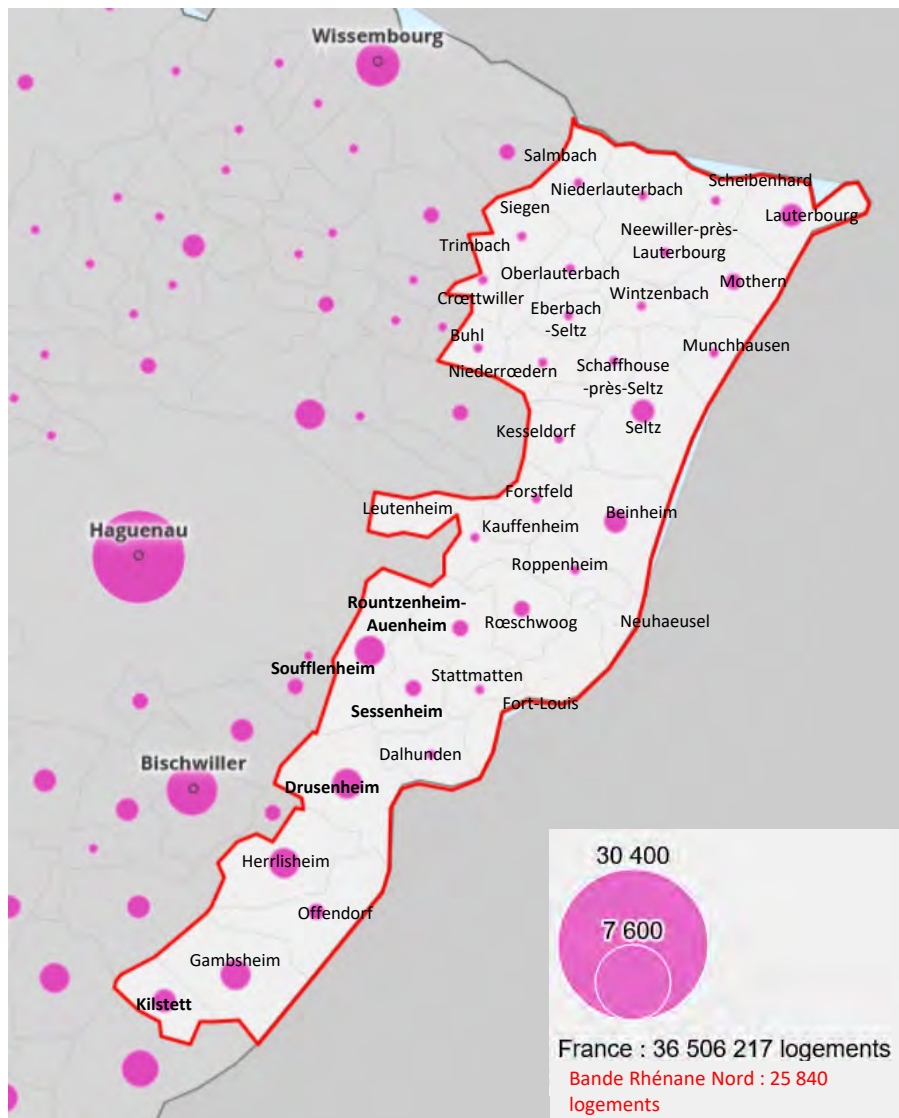 Wissembourg
Salmbach
Niederlauterbach
Scheibenhard
Siegen
Lauterbourg
Trimbach
Neewiller-près-
Lauterbourg
Oberlauterbach
Mothern
Crœttwiller
Wintzenbach
Eberbach
-Seltz
Buhl
Munchhausen
Niederrœdern
Schaffhouse
-près-Seltz
Seltz
Kesseldorf
Forstfeld
Leutenheim
Beinheim
Kauffenheim
Haguenau
Roppenheim
Rountzenheim-
Auenheim
Rœschwoog
Neuhaeusel
Soufflenheim
Stattmatten
Fort-Louis
Sessenheim
Dalhunden
Bischwiller
Drusenheim
Herrlisheim
Offendorf
Gambsheim
Kilstett
30 400
7 600
France : 36 506 217 logements
Bande Rhénane Nord : 25 840
logements